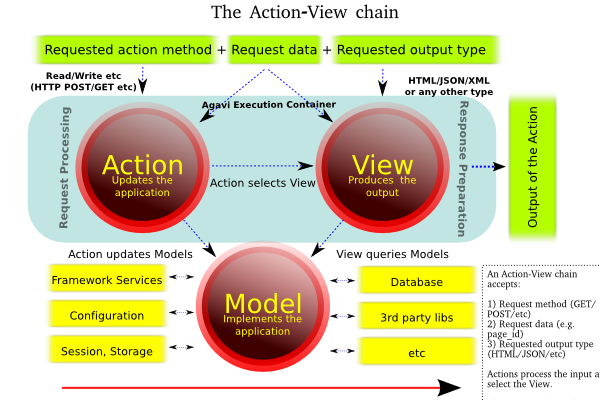 The Action-View chain
Requested action method + Request data + Requested output type
Read/Write etc
(HTTP POST/GET etc)
HTML/JSON/XML
or any other type
Agavi Execution Container
Request Processing
Action
Updates the
application
Action selects View
View
Produces the
output
Response Preparation
Output of the Action
Action updates Models
View queries Models
Framework Services
Configuration
Session, Storage
Model
Implements the
application
Database
3rd party libs
etc
An Action-View chain
accepts:
1) Request method (GET/
POST/etc)
2) Request data (e.g.
page_id)
3) Requested output type
(HTML/JSON/etc)
Actions process the input a
select the View.